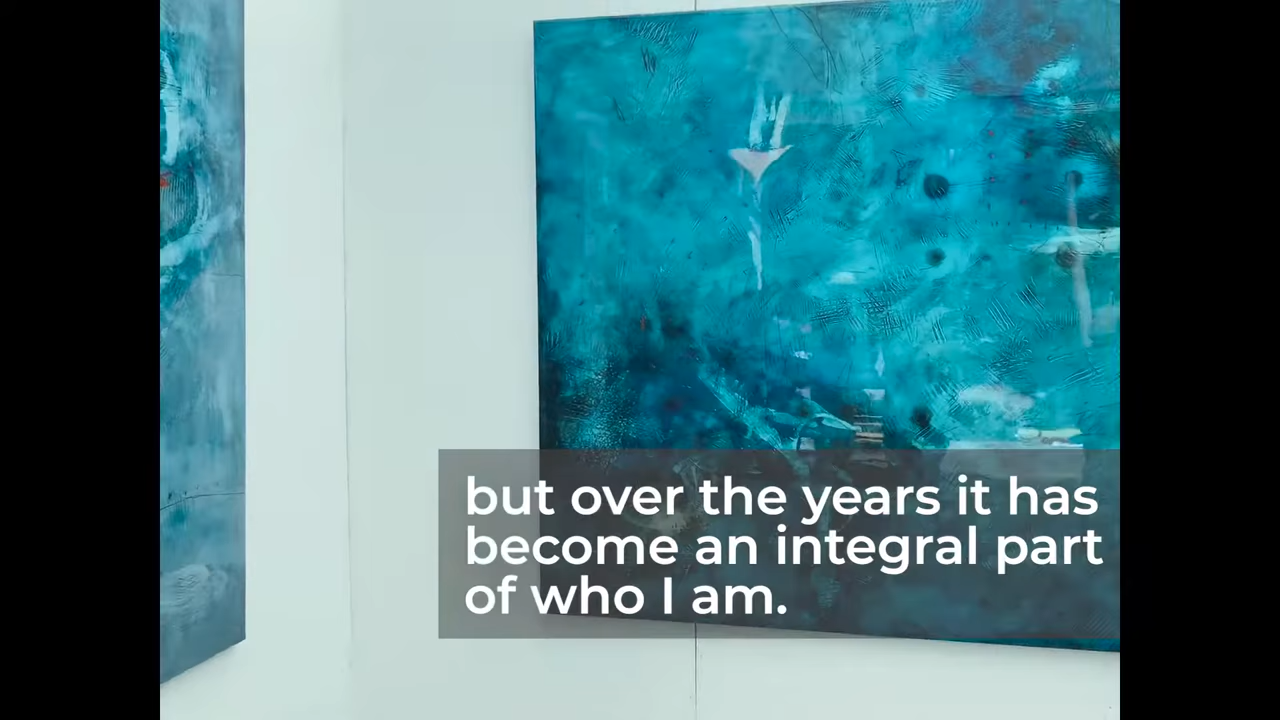 but over the years it has
become an integral part
of who I am.